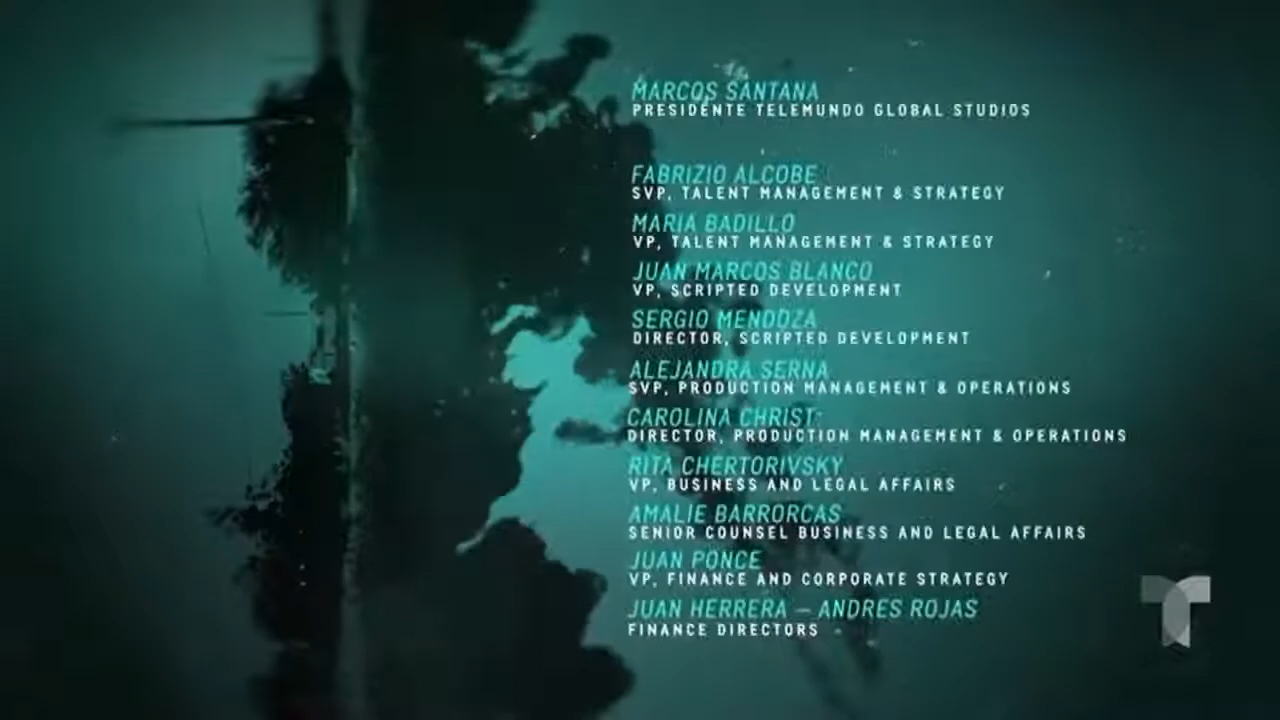 MARCOS SANTANA
PRESIDENTE TELEMUNDO GLOBAL STUDIOS
FABRIZIO ALCOBE
SVP, TALENT MANAGEMENT & STRATEGY
MARIA BADILLO
VP, TALENT MANAGEMENT & STRATEGY
JUAN MARCOS BLANCO
VP, SCRIPTED DEVELOPMENT
SERGIO MENDOZA
DIRECTOR, SCRIPTED DEVELOPMENT
ALEJANDRA SERNA
SVP, PRODUCTION MANAGEMENT & OPERATIONS
CAROLINA CHRIST
DIRECTOR, PRODUCTION MANAGEMENT & OPERATIONS
RITA CHERTORIVSKY
VP, BUSINESS AND LEGAL AFFAIRS
AMALIE BARRORCAS
SENIOR COUNSEL BUSINESS AND LEGAL AFFAIRS
JUAN PONCE
VP, FINANCE AND CORPORATE STRATEGY
JUAN HERRERA – ANDRES ROJAS
FINANCE DIRECTORS